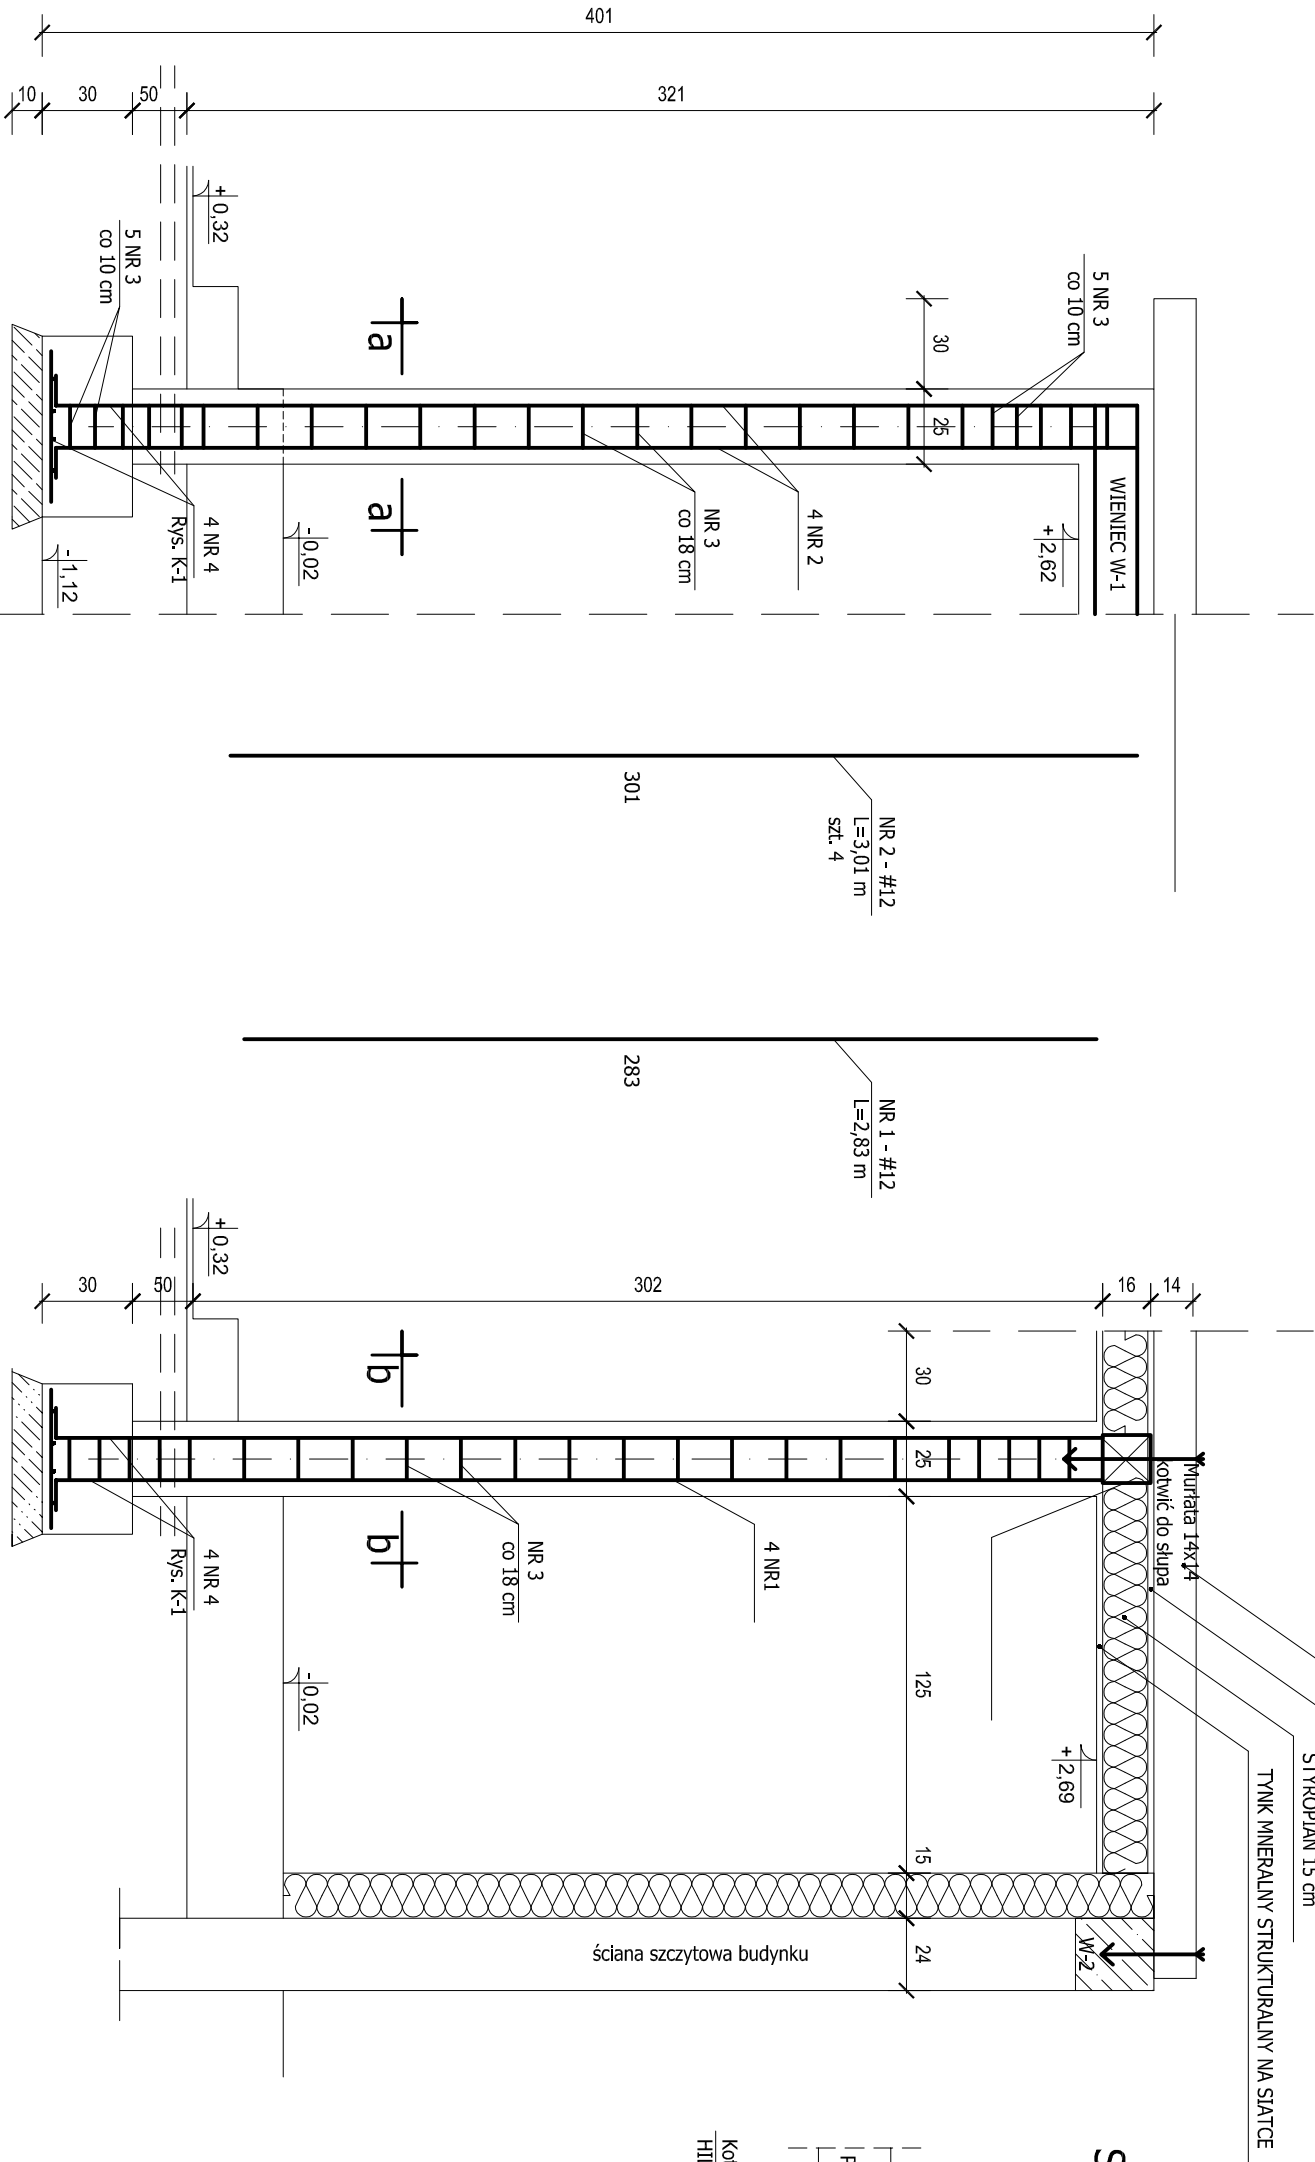 401
10
30
50
321
+ 0,32
5 NR 3
co 10 cm
5 NR 3
co 10 cm
30
25
a
a
WIENIEC W-1
4 NR 2
NR 3
co 18 cm
4 NR 4
Rys. K-1
- 0,02
+ 2,62
- 1,12
301
NR 2 - #12
L=3,01 m
szt. 4
283
NR 1 - #12
L=2,83 m
+ 0,32
30
50
302
16
14
b
b
30
25
Murłata 14x14
kotwić do słupa
4 NR1
NR 3
co 18 cm
4 NR 4
Rys. K-1
125
- 0,02
+ 2,69
STYROPIAN 15 cm
TYNK MNERALNY STRUKTURALNY NA SIATCE
15
24
ściana szczytowa budynku
W-2